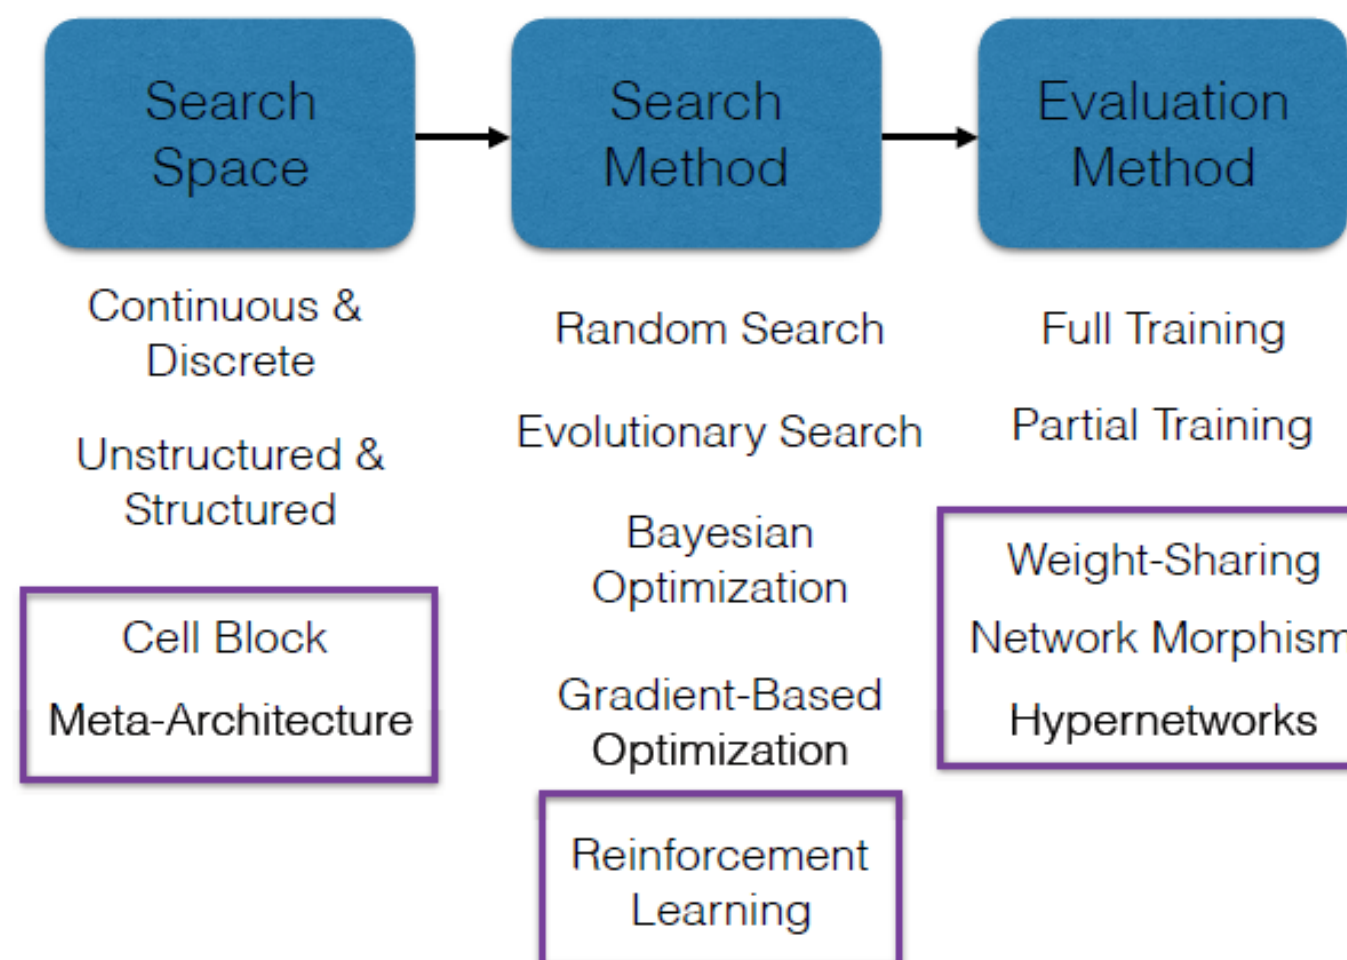 Search
Space
Search
Method
Evaluation
Method
Continuous &
Discrete
Unstructured &
Structured
Cell Block
Meta-Architecture
Random Search
Evolutionary Search
Bayesian
Optimization
Gradient-Based
Optimization
Reinforcement
Learning
Full Training
Partial Training
Weight-Sharing
Network Morphism
Hypernetworks